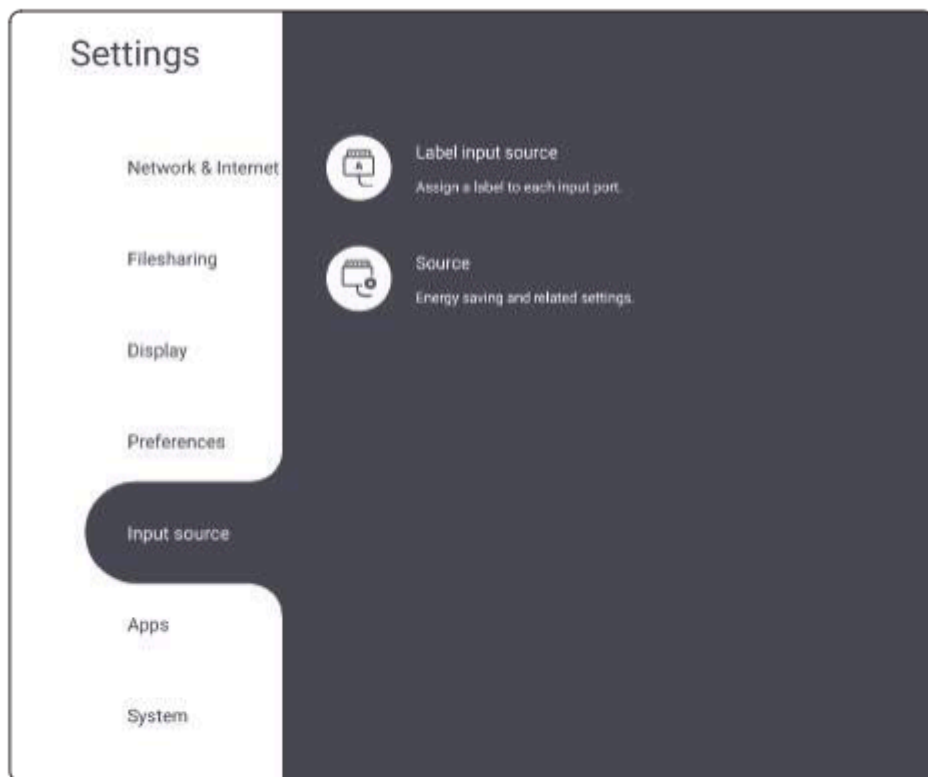 Settings
Network & Internet
Filesharing
Display
Preferences
Input source
Apps
System
Label input source
Assign a label to each input port.
Source
Energy saving and related settings.